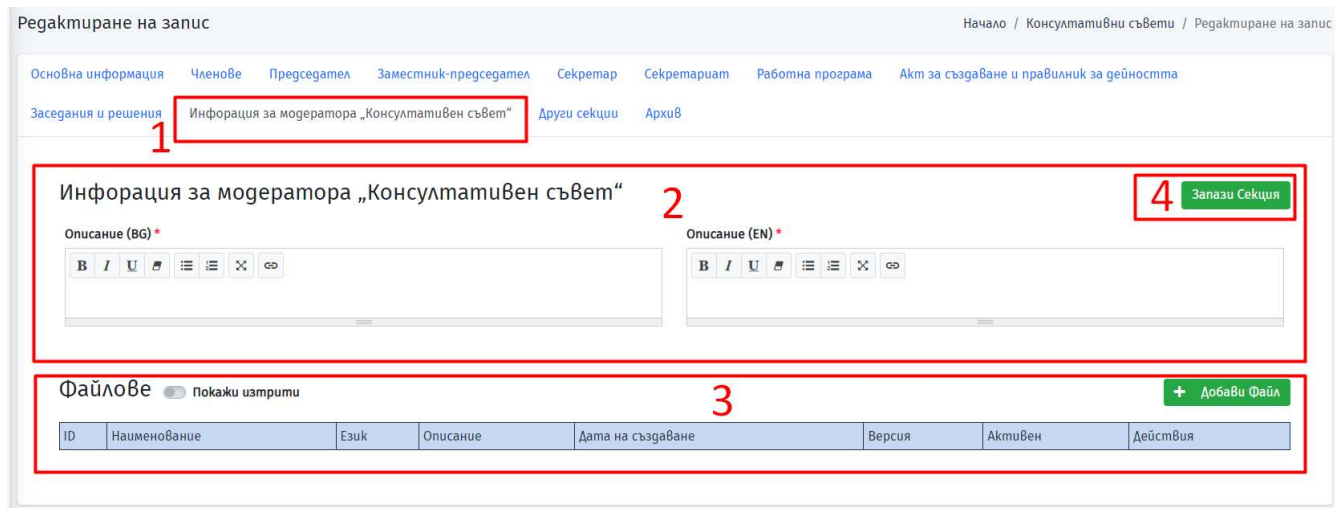 Редактиране на запис
Начало / Консултативни съвети / Редактиране на запис
Основна информация Членове Председател Заместник-председател Секретар Секретариат Работна програма Акт за създаване и правилник за дейността
Заседания и решения Инфорация за модератора „Консултативен съвет“ Други секции Архив
1
Инфорация за модератора „Консултативен съвет“
2
4
Запази Секция
Описание (BG) *
Описание (EN) *
B I U
B I U
Файлове Покажи изтрити
3
+ Добави Файл
ID Наименование Език Описание Дата на създаване Версия Активен Действия